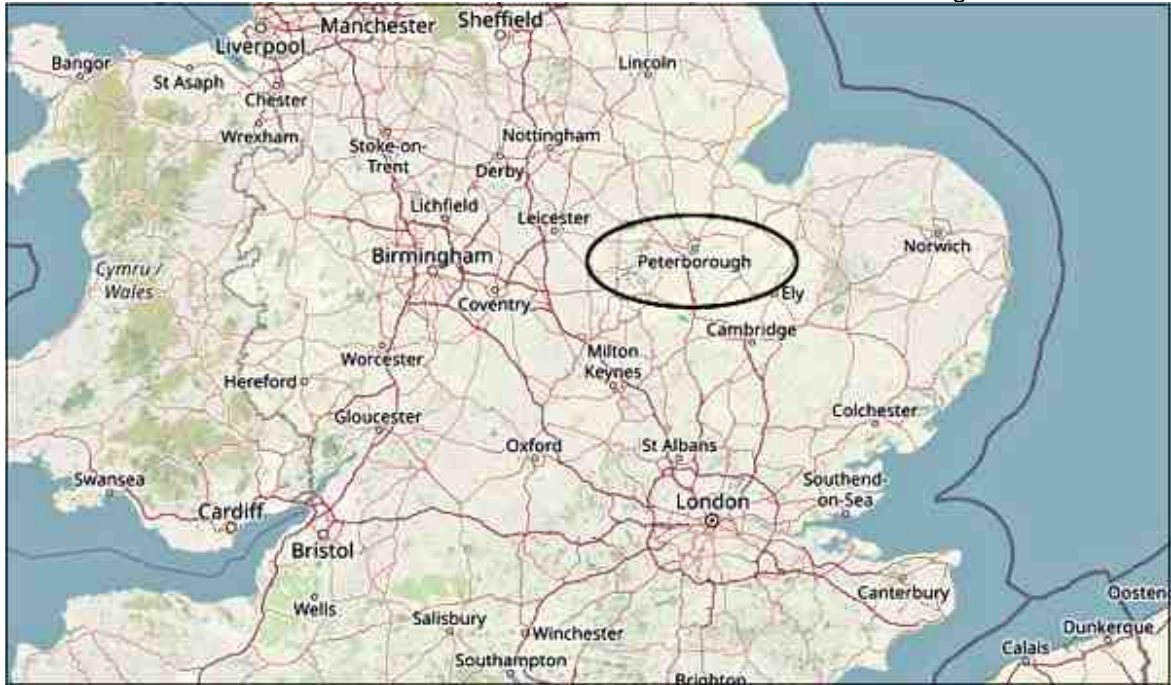 Manchester
Sheffield
Liverpool
Bangor
St Asaph
Lincoln
Chester
Wrexham
Nottingham
Stoke-on-
Trent
Derby
Lichfield
Leicester
Norwich
Birmingham
Peterborough
Cymru /
Wales
Coventry
Ely
Cambridge
Worcester
Milton
Keynes
Hereford
Colchester
Gloucester
Oxford
St Albans
Swansea
Southend-
on-Sea
London
Cardiff
Bristol
Canterbury
Oosten
Wells
Salisbury
Winchester
Dunkerque
Calais
Southampton
Brighton